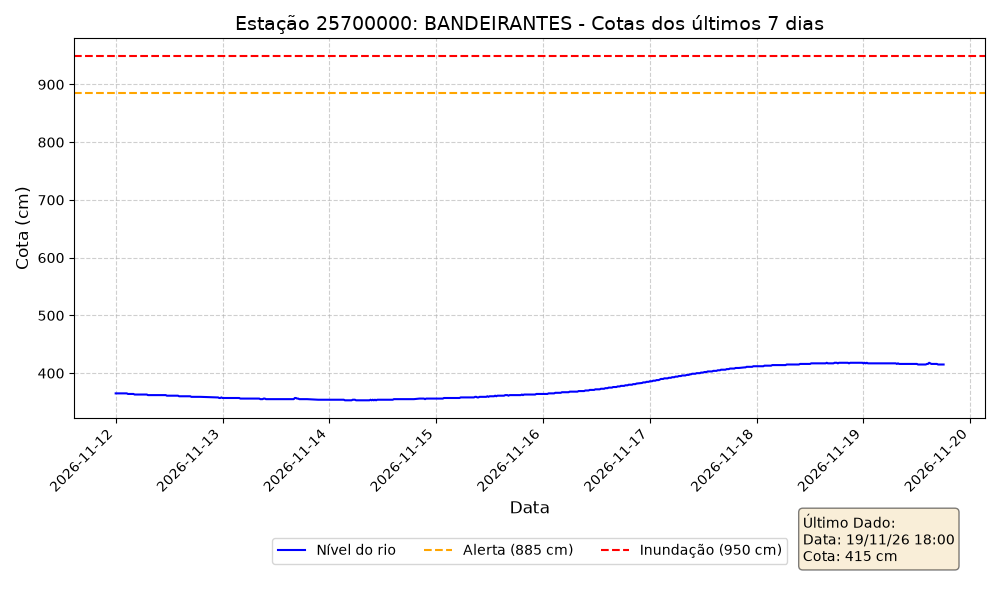 Estação 25700000: BANDEIRANTES - Cotas dos últimos 7 dias
Cota (cm)
900
800
700
600
500
400
2026-11-12
2026-11-13
2026-11-14
2026-11-15
2026-11-16
2026-11-17
2026-11-18
2026-11-19
2026-11-20
Data
Nível do rio
Alerta (885 cm)
Inundação (950 cm)
Último Dado:
Data: 19/11/26 18:00
Cota: 415 cm